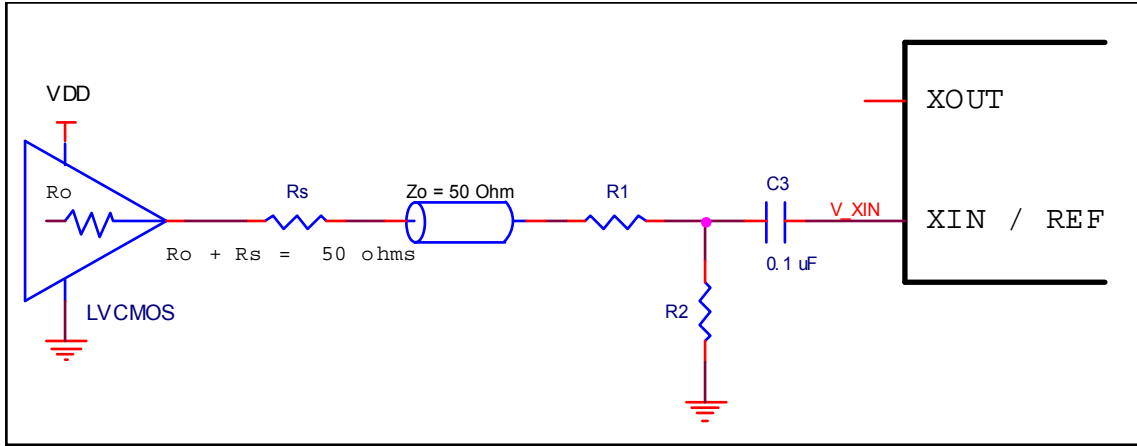 VDD
Ro
Rs
Zo = 50 Ohm
R1
C3
V_XIN
0.1 uF
Ro + Rs = 50 ohms
LVCMOS
R2
XOUT
XIN / REF